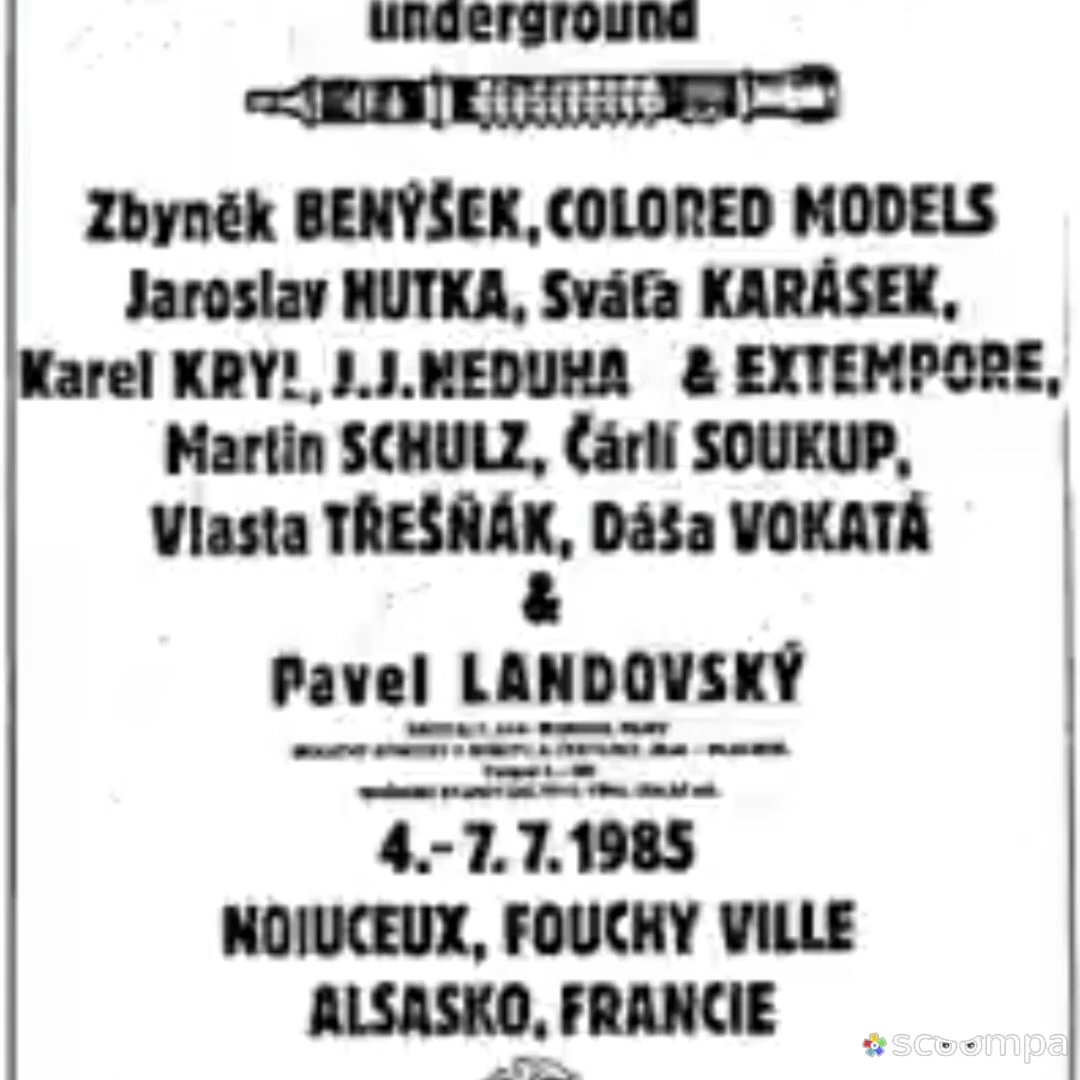 underground
Zbyněk BENÝŠEK, COLORED MODELS
Jaroslav HUTKA, Sváťa KARÁSEK,
Karel KRYL, J.J.NEDUHA & EXTEMPORE,
Martin SCHULZ, Čárlí SOUKUP,
Vlasta TŘEŠŇÁK, Dáša VOKATÁ
&
Pavel LANDOVSKÝ
4.-7.7.1985
NOIUCEUX, FOUCHY VILLE
ALSASKO, FRANCIE
scoompa